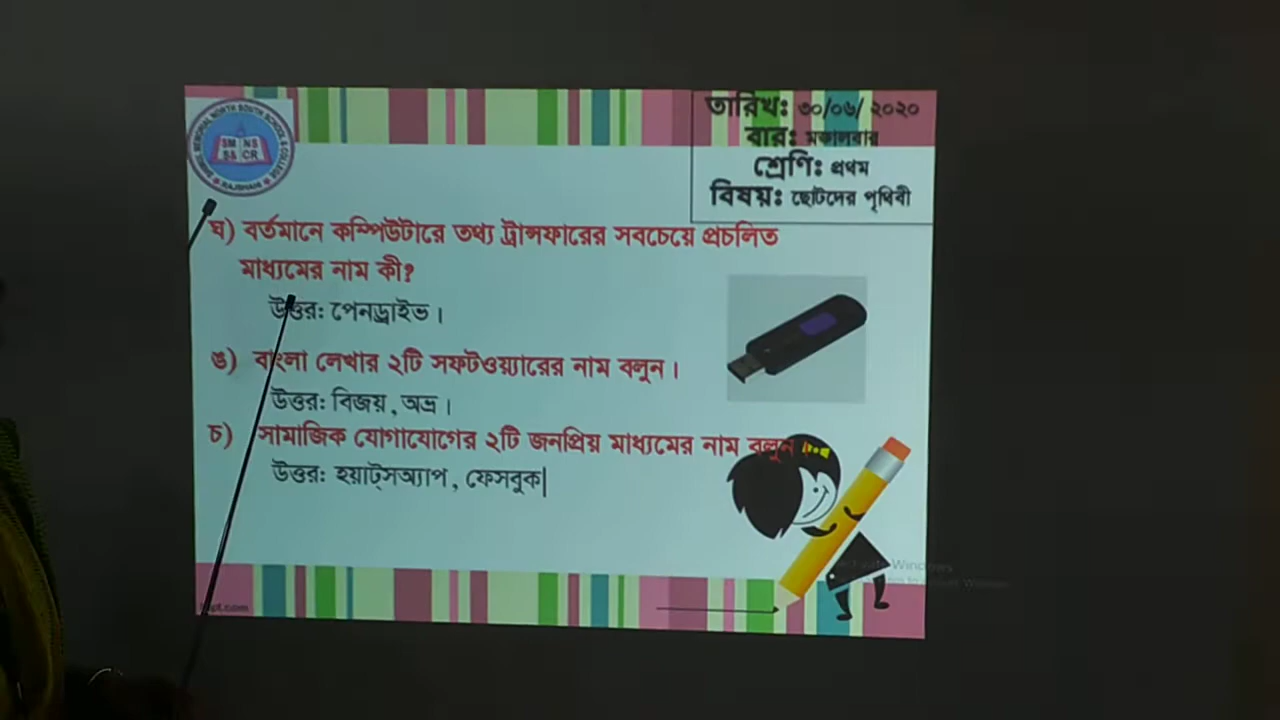 তারিখঃ ৩০/০৬/ ২০২০
বারঃ মঙ্গলবার
শ্রেণিঃ প্রথম
বিষয়ঃ ছোটদের পৃথিবী
ঘ) বর্তমানে কম্পিউটারে তথ্য ট্রান্সফারের সবচেয়ে প্রচলিত
মাধ্যমের নাম কী?
উত্তর: পেনড্রাইভ।
ঙ) বাংলা লেখার ২টি সফটওয়্যারের নাম বলুন।
উত্তর: বিজয়, অভ্র।
চ) সামাজিক যোগাযোগের ২টি জনপ্রিয় মাধ্যমের নাম বলুন।
উত্তর: হয়াট্সঅ্যাপ, ফেসবুক